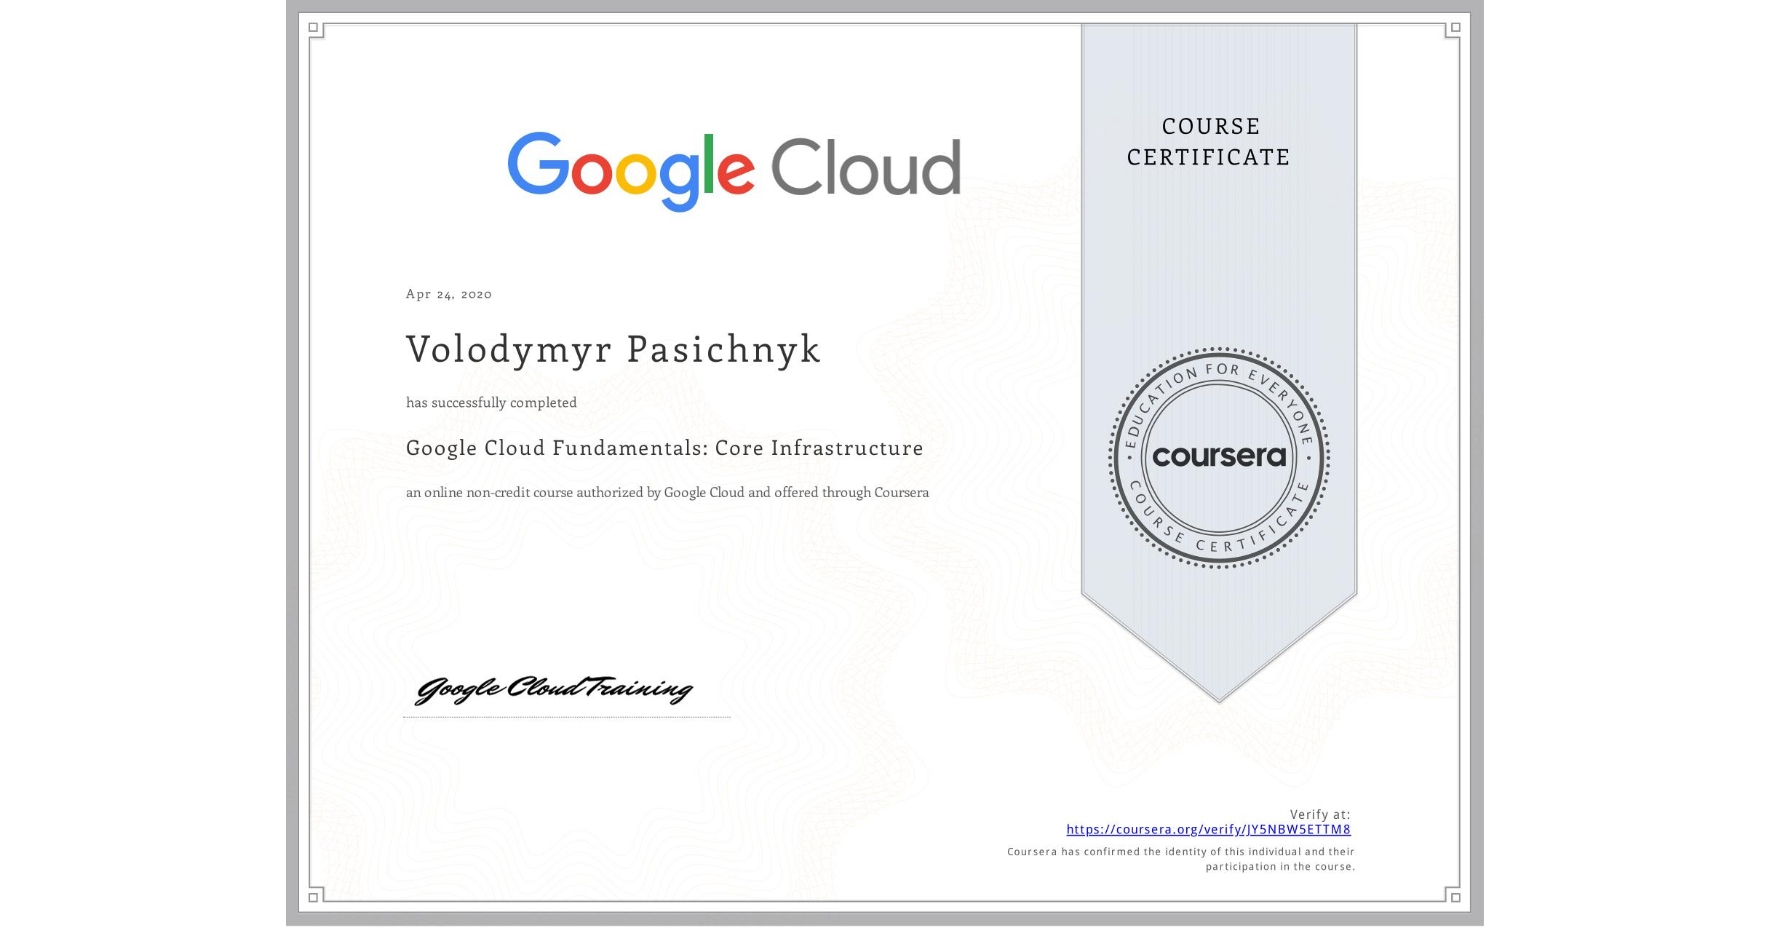 Google Cloud
COURSE
CERTIFICATE
Apr 24, 2020
Volodymyr Pasichnyk
has successfully completed
Google Cloud Fundamentals: Core Infrastructure
an online non-credit course authorized by Google Cloud and offered through Coursera
EDUCATION FOR EVERYONE
coursera
COURSE CERTIFICATE
Google Cloud Training
Verify at:
https://coursera.org/verify/JY5NBW5ETTM8
Coursera has confirmed the identity of this individual and their
participation in the course.